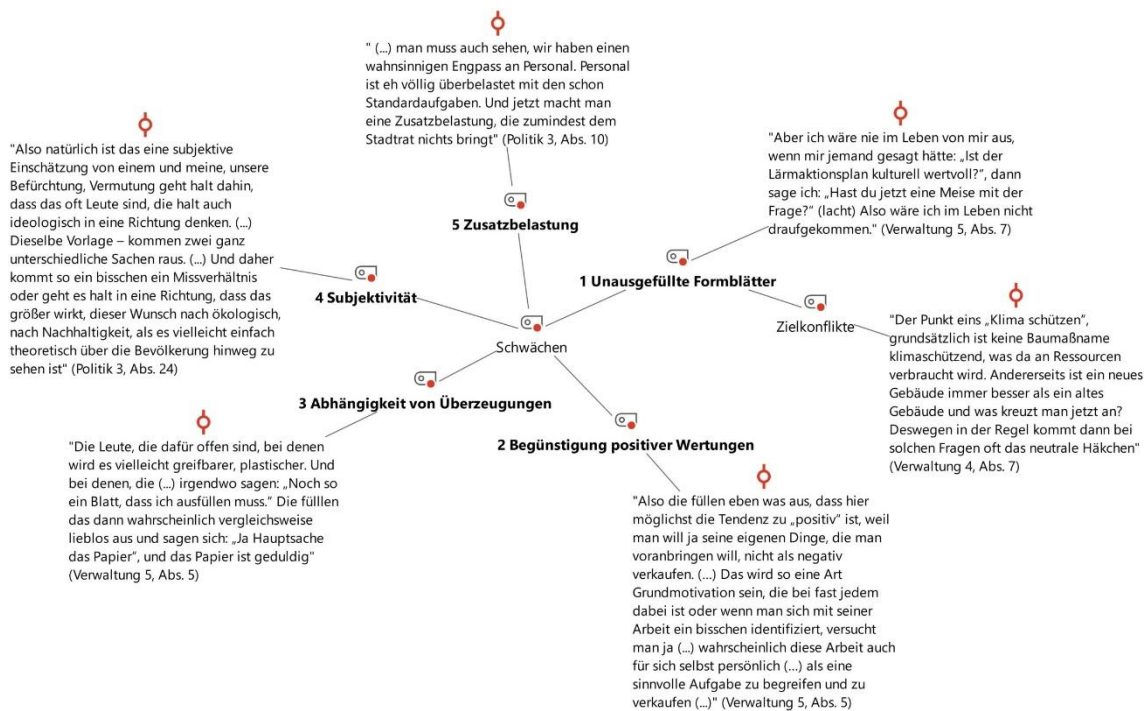 " (...) man muss auch sehen, wir haben einen
wahnsinnigen Engpass an Personal. Personal
ist eh völlig überbelastet mit den schon
Standardaufgaben. Und jetzt macht man
eine Zusatzbelastung, die zumindest dem
Stadtrat nichts bringt" (Politik 3, Abs. 10)
"Also natürlich ist das eine subjektive
Einschätzung von einem und meine, unsere
Befürchtung, Vermutung geht halt dahin,
dass das oft Leute sind, die halt auch
ideologisch in eine Richtung denken. (...)
Dieselbe Vorlage – kommen zwei ganz
unterschiedliche Sachen raus. (...) Und daher
kommt so ein bisschen ein Missverhältnis
oder geht es halt in eine Richtung, dass das
größer wirkt, dieser Wunsch nach ökologisch,
nach Nachhaltigkeit, als es vielleicht einfach
theoretisch über die Bevölkerung hinweg zu
sehen ist" (Politik 3, Abs. 24)
"Aber ich wäre nie im Leben von mir aus,
wenn mir jemand gesagt hätte: „Ist der
Lärmaktionsplan kulturell wertvoll?", dann
sage ich: „Hast du jetzt eine Meise mit der
Frage?" (lacht) Also wäre ich im Leben nicht
draufgekommen." (Verwaltung 5, Abs. 7)
5 Zusatzbelastung
1 Unausgefüllte Formblätter
4 Subjektivität
Zielkonflikte
Schwächen
3 Abhängigkeit von Überzeugungen
2 Begünstigung positiver Wertungen
"Der Punkt eins „Klima schützen",
grundsätzlich ist keine Baumaßname
klimaschützend, was da an Ressourcen
verbraucht wird. Andererseits ist ein neues
Gebäude immer besser als ein altes
Gebäude und was kreuzt man jetzt an?
Deswegen in der Regel kommt dann bei
solchen Fragen oft das neutrale Häkchen"
(Verwaltung 4, Abs. 7)
"Die Leute, die dafür offen sind, bei denen
wird es vielleicht greifbarer, plastischer. Und
bei denen, die (...) irgendwo sagen: „Noch so
ein Blatt, dass ich ausfüllen muss." Die fülllen
das dann wahrscheinlich vergleichsweise
lieblos aus und sagen sich: „Ja Hauptsache
das Papier", und das Papier ist geduldig"
(Verwaltung 5, Abs. 5)
"Also die füllen eben was aus, dass hier
möglichst die Tendenz zu „positiv" ist, weil
man will ja seine eigenen Dinge, die man
voranbringen will, nicht als negativ
verkaufen. (...) Das wird so eine Art
Grundmotivation sein, die bei fast jedem
dabei ist oder wenn man sich mit seiner
Arbeit ein bisschen identifiziert, versucht
man ja (...) wahrscheinlich diese Arbeit auch
für sich selbst persönlich (...) als eine
sinnvolle Aufgabe zu begreifen und zu
verkaufen (...)" (Verwaltung 5, Abs. 5)